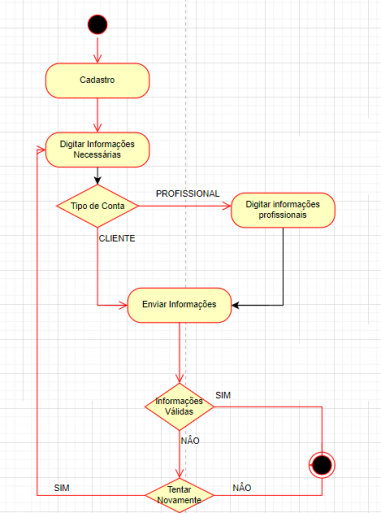 Cadastro
Digitar Informações
Necessárias
PROFISSIONAL
Tipo de Conta
Digitar informações
profissionais
CLIENTE
Enviar Informações
SIM
Informações
Válidas
NÃO
SIM
Tentar
Novamente
NÃO